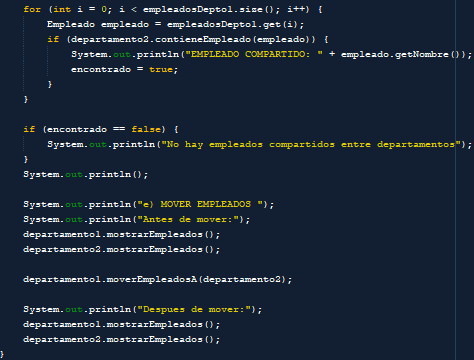 for (int i = 0; i < empleadosDepto1.size(); i++) {
Empleado empleado = empleadosDepto1.get(i);
if (departamento2.contieneEmpleado(empleado)) {
System.out.println("EMPLEADO COMPARTIDO: " + empleado.getNombre());
encontrado = true;
}
}
if (encontrado == false) {
System.out.println("No hay empleados compartidos entre departamentos");
}
System.out.println();
System.out.println("e) MOVER EMPLEADOS ");
System.out.println("Antes de mover:");
departamento1.mostrarEmpleados();
departamento2.mostrarEmpleados();
departamento1.moverEmpleadosA(departamento2);
System.out.println("Despues de mover:");
departamento1.mostrarEmpleados();
departamento2.mostrarEmpleados();
}